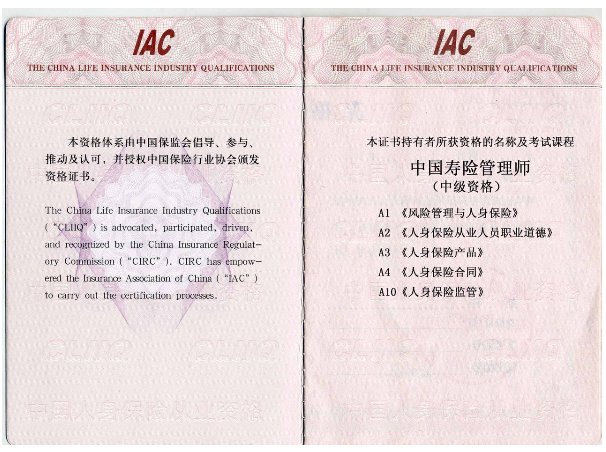 IAC
THE CHINA LIFE INSURANCE INDUSTRY QUALIFICATIONS
本资格体系由中国保监会倡导、参与、
推动及认可，并授权中国保险行业协会颁发
资格证书。
The China Life Insurance Industry Qualifications
(“CLIIQ”) is advocated, participated, driven,
and recognized by the China Insurance Regulat-
ory Commission (“CIRC”). CIRC has empow-
ered the Insurance Association of China (“IAC”)
to carry out the certification processes.
IAC
THE CHINA LIFE INSURANCE INDUSTRY QUALIFICATIONS
本证书持有者所获资格的名称及考试课程
中国寿险管理师
（中级资格）
A1 《风险管理与人身保险》
A2 《人身保险从业人员职业道德》
A3 《人身保险产品》
A4 《人身保险合同》
A10《人身保险监管》